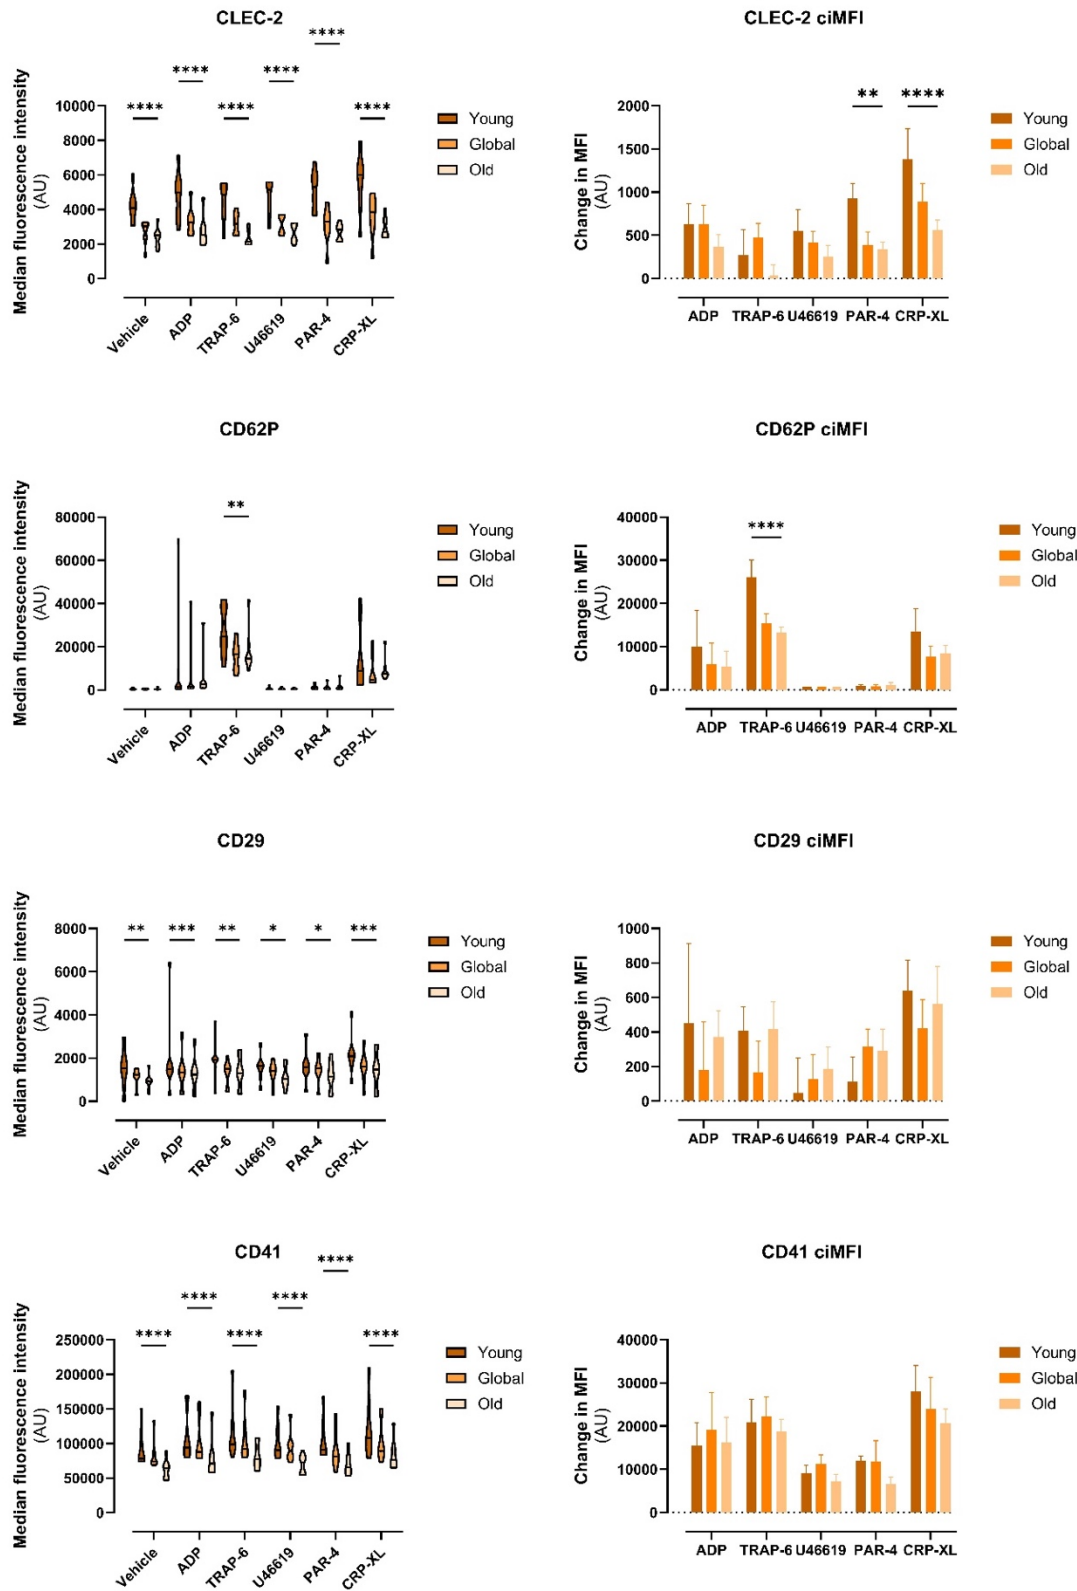 CLEC-2
****
****
****
****
****
****
Median fluorescence intensity
(AU)
10000
8000
6000
4000
2000
0
Vehicle
ADP
TRAP-6
U46619
PAR-4
CRP-XL
Young
Global
Old
CLEC-2 ciMFI
**
****
Change in MFI
(AU)
2000
1500
1000
500
0
ADP
TRAP-6
U46619
PAR-4
CRP-XL
Young
Global
Old
CD62P
**
Median fluorescence intensity
(AU)
80000
60000
40000
20000
0
Vehicle
ADP
TRAP-6
U46619
PAR-4
CRP-XL
Young
Global
Old
CD62P ciMFI
****
Change in MFI
(AU)
40000
30000
20000
10000
0
ADP
TRAP-6
U46619
PAR-4
CRP-XL
Young
Global
Old
CD29
**
***
**
*
*
***
Median fluorescence intensity
(AU)
8000
6000
4000
2000
0
Vehicle
ADP
TRAP-6
U46619
PAR-4
CRP-XL
Young
Global
Old
CD29 ciMFI
Change in MFI
(AU)
1000
800
600
400
200
0
ADP
TRAP-6
U46619
PAR-4
CRP-XL
Young
Global
Old
CD41
****
****
****
****
****
****
Median fluorescence intensity
(AU)
250000
200000
150000
100000
50000
0
Vehicle
ADP
TRAP-6
U46619
PAR-4
CRP-XL
Young
Global
Old
CD41 ciMFI
Change in MFI
(AU)
40000
30000
20000
10000
0
ADP
TRAP-6
U46619
PAR-4
CRP-XL
Young
Global
Old